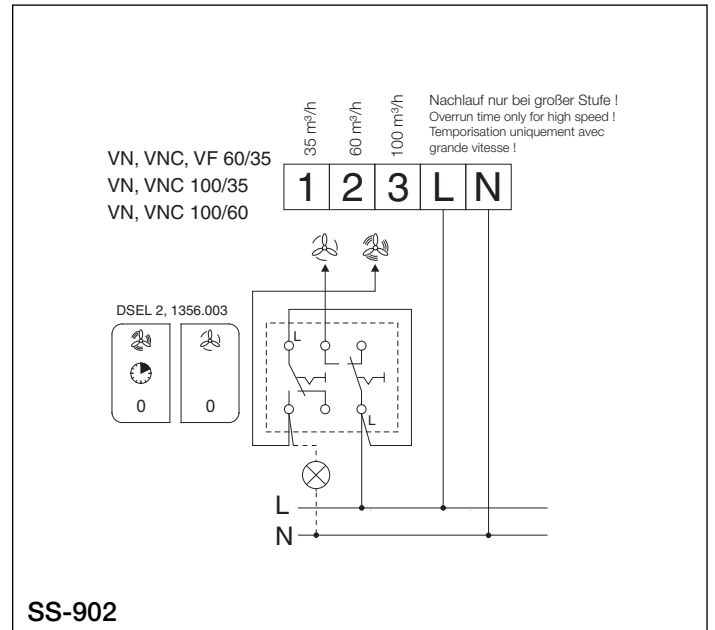 35 m³/h
60 m³/h
100 m³/h
Nachlauf nur bei großer Stufe !
Overrun time only for high speed !
Temporisation uniquement avec
grande vitesse !
VN, VNC, VF 60/35
VN, VNC 100/35
VN, VNC 100/60
1 2 3 L N
DSEL 2, 1356.003
0 0
L
L
L
N
SS-902